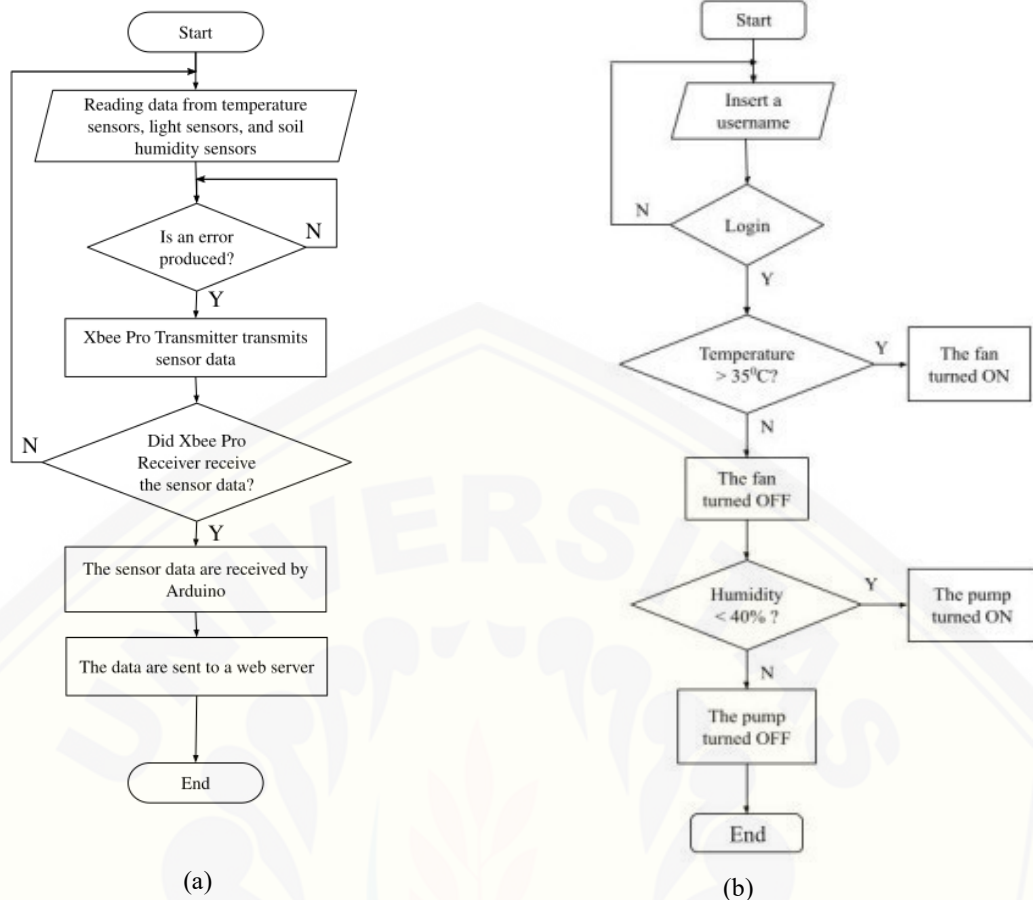 Start
Reading data from temperature
sensors, light sensors, and soil
humidity sensors
Is an error
produced?
N
Y
Xbee Pro Transmitter transmits
sensor data
Did Xbee Pro
Receiver receive
the sensor data?
N
Y
The sensor data are received by
Arduino
The data are sent to a web server
End
(a)
Start
Insert a
username
Login
N
Y
Temperature
> 35⁰C?
Y
The fan
turned ON
N
The fan
turned OFF
Humidity
< 40% ?
Y
The pump
turned ON
N
The pump
turned OFF
End
(b)
UNIVERSITAS